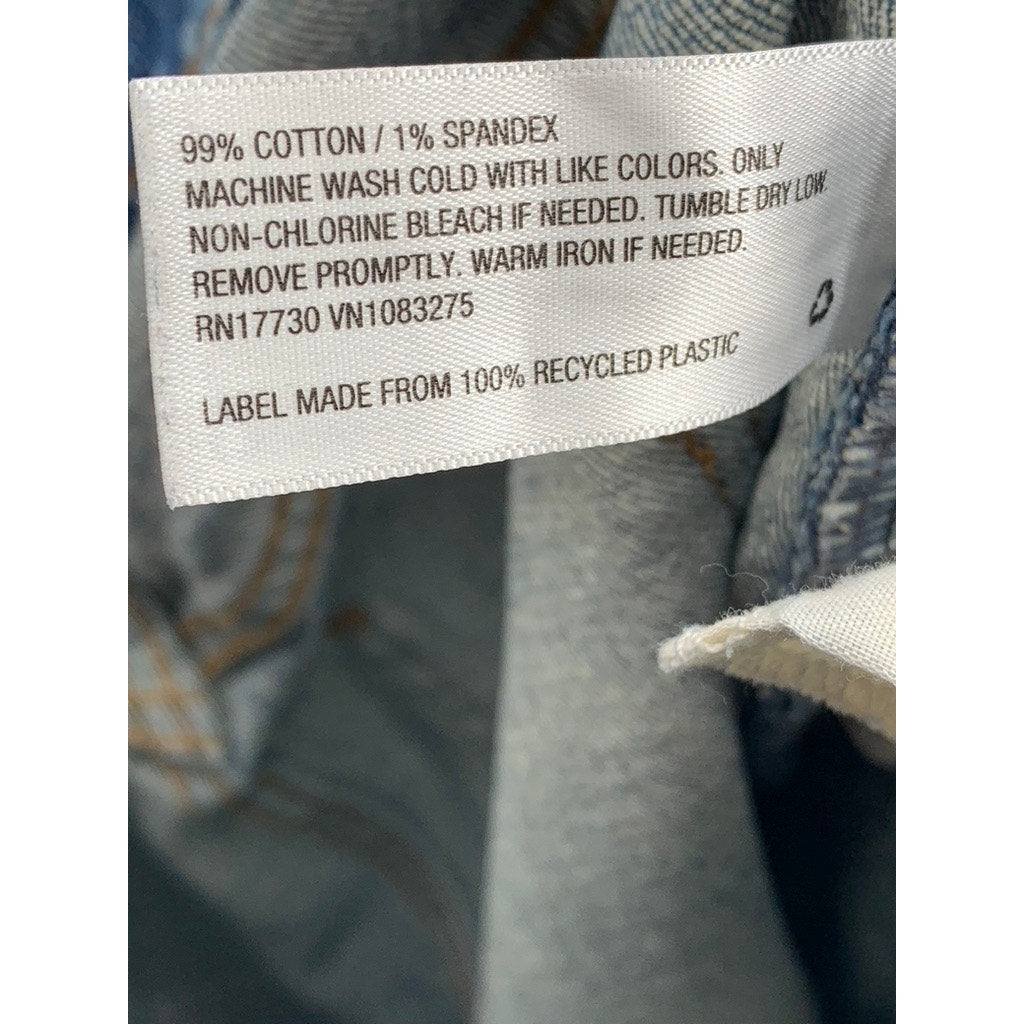 99% COTTON / 1% SPANDEX
MACHINE WASH COLD WITH LIKE COLORS. ONLY
NON-CHLORINE BLEACH IF NEEDED. TUMBLE DRY LOW.
REMOVE PROMPTLY. WARM IRON IF NEEDED.
RN17730 VN1083275
LABEL MADE FROM 100% RECYCLED PLASTIC